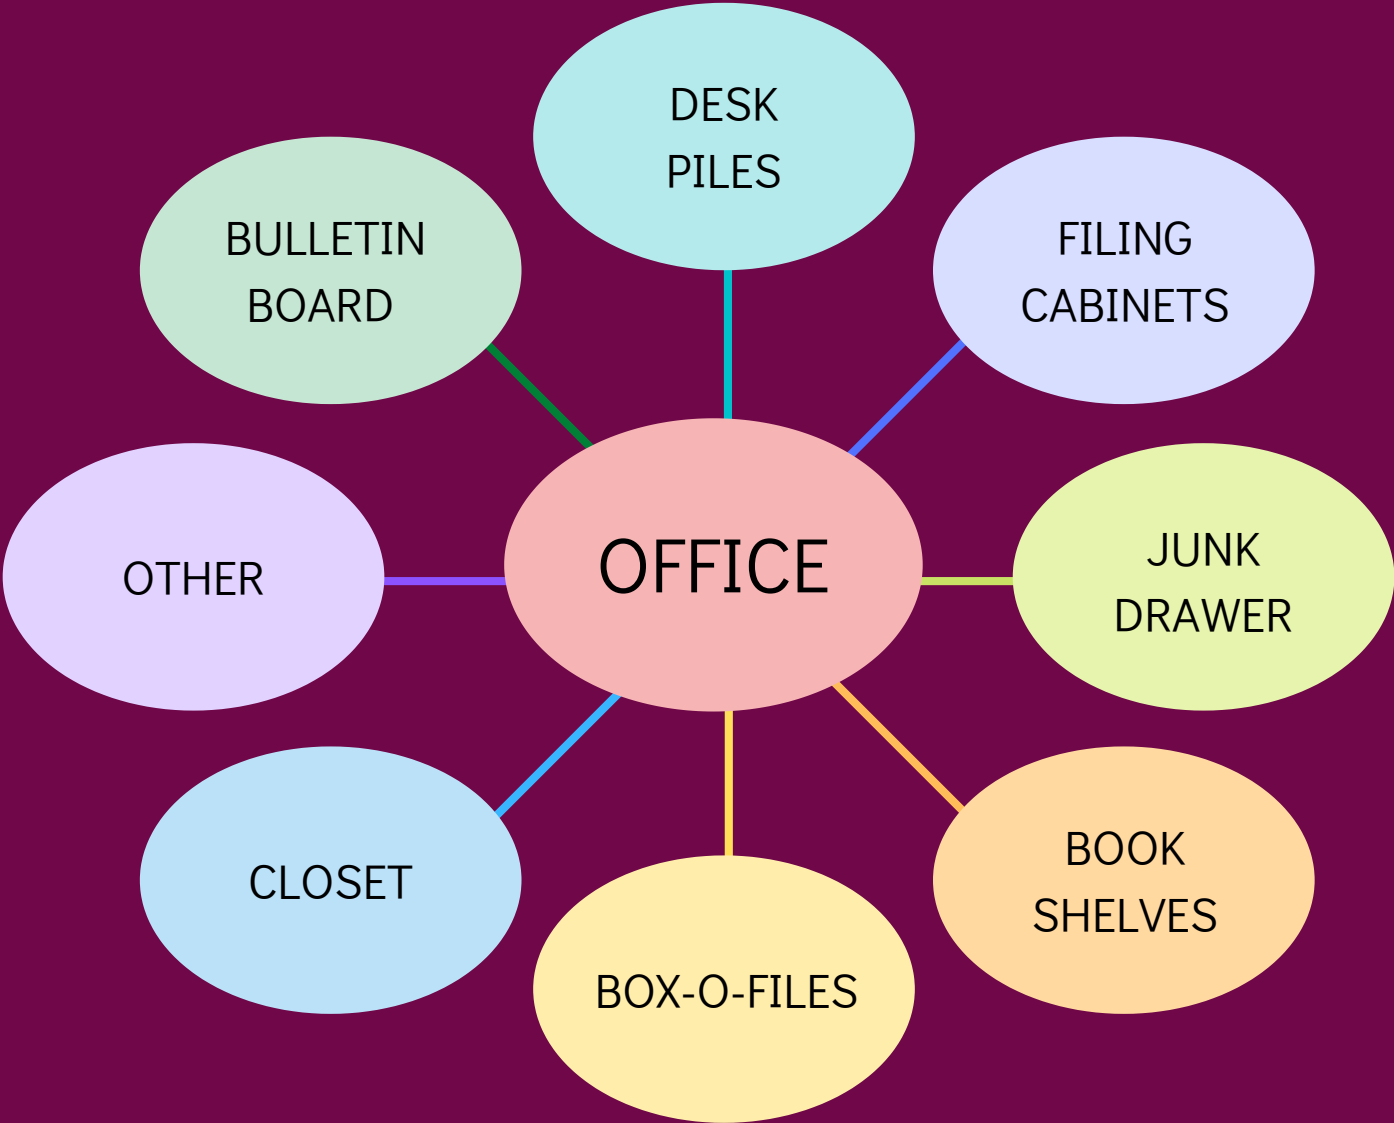 DESK
PILES
BULLETIN
BOARD
FILING
CABINETS
OTHER
OFFICE
JUNK
DRAWER
CLOSET
BOX-O-FILES
BOOK
SHELVES